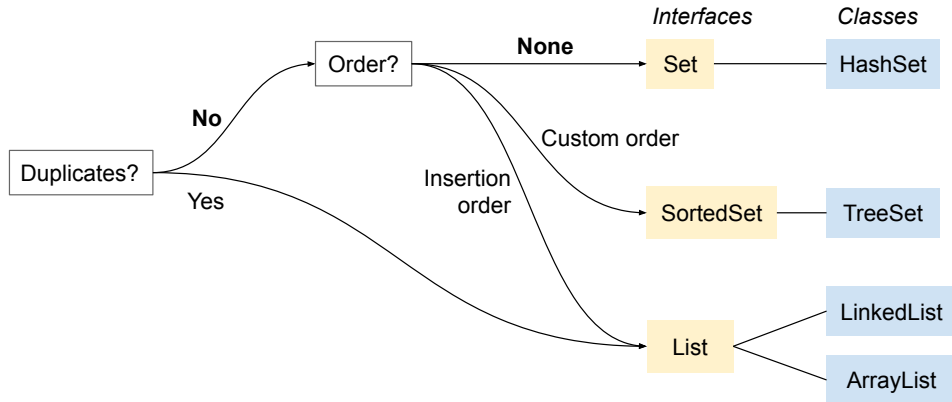 Interfaces
Classes
None
Order?
Set
HashSet
No
Custom order
Duplicates?
Insertion
order
Yes
SortedSet
TreeSet
LinkedList
List
ArrayList